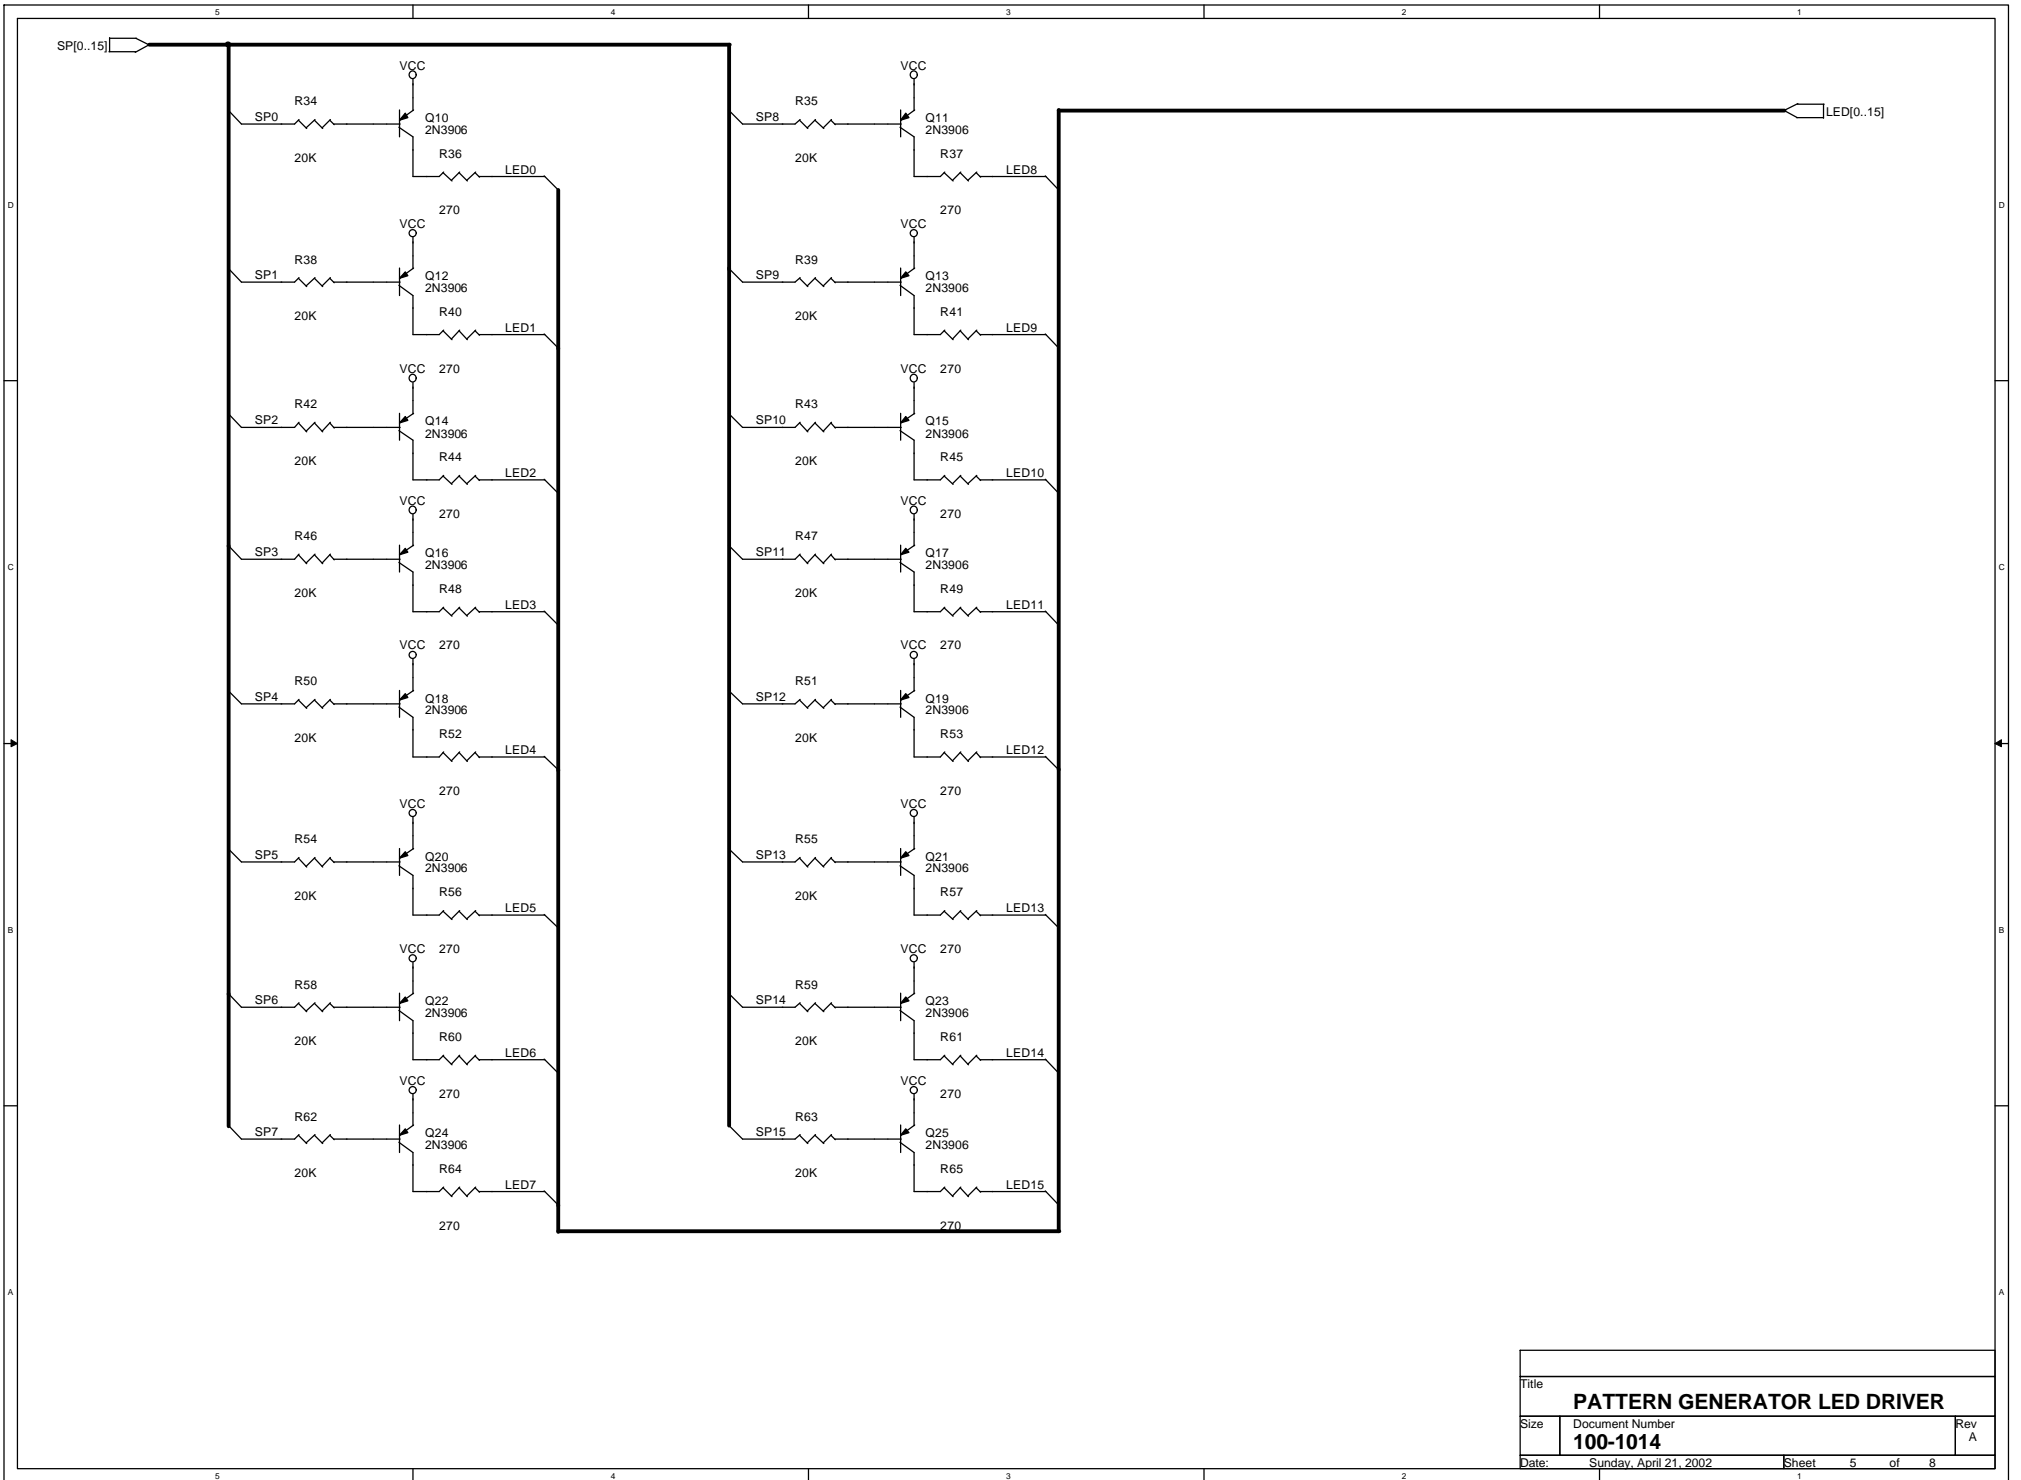 5 4 3 2 1
SP[0..15]
LED[0..15]
D D
C C
B B
A A
VCC
R34
SP0
Q10
2N3906
20K
R36
LED0
270
VCC
R38
SP1
Q12
2N3906
20K
R40
LED1
270
VCC
R42
SP2
Q14
2N3906
20K
R44
LED2
270
VCC
R46
SP3
Q16
2N3906
20K
R48
LED3
270
VCC
R50
SP4
Q18
2N3906
20K
R52
LED4
270
VCC
R54
SP5
Q20
2N3906
20K
R56
LED5
270
VCC
R58
SP6
Q22
2N3906
20K
R60
LED6
270
VCC
R62
SP7
Q24
2N3906
20K
R64
LED7
270
VCC
R35
SP8
Q11
2N3906
20K
R37
LED8
270
VCC
R39
SP9
Q13
2N3906
20K
R41
LED9
270
VCC
R43
SP10
Q15
2N3906
20K
R45
LED10
270
VCC
R47
SP11
Q17
2N3906
20K
R49
LED11
270
VCC
R51
SP12
Q19
2N3906
20K
R53
LED12
270
VCC
R55
SP13
Q21
2N3906
20K
R57
LED13
270
VCC
R59
SP14
Q23
2N3906
20K
R61
LED14
270
VCC
R63
SP15
Q25
2N3906
20K
R65
LED15
270
Title
PATTERN GENERATOR LED DRIVER
Size Document Number Rev
100-1014 A
Date: Sunday, April 21, 2002 Sheet 5 of 8
5 4 3 2 1